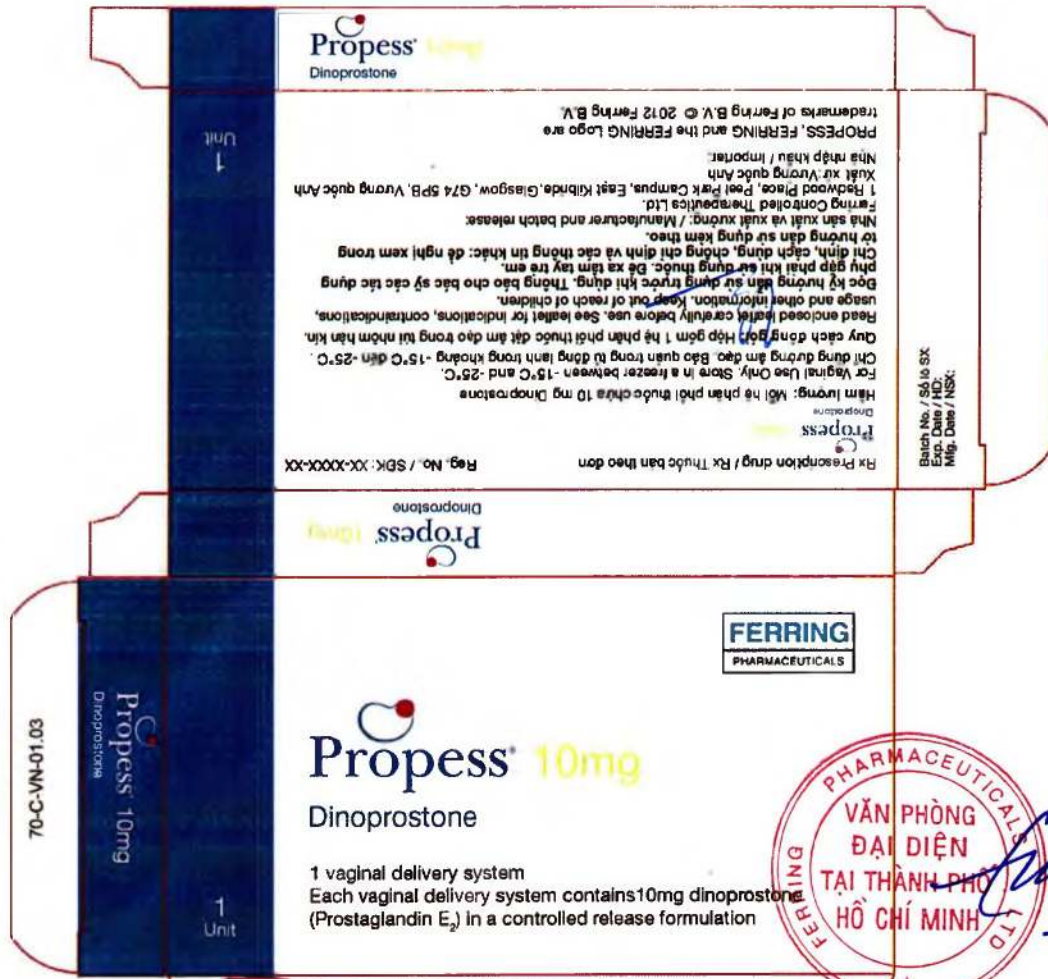 Propess 10mg
Dinoprostone
1
Unit
Rx Prescription drug / Rx Thuốc bán theo đơn
Reg. No. / SĐK: XX-XXXX-XX
Propess
Dinoprostone
Hàm lượng: Mỗi hệ phân phối thuốc chứa 10 mg Dinoprostone
For Vaginal Use Only. Store in a freezer between -15°C and -25°C.
Chỉ dùng đường âm đạo. Bảo quản trong tủ đông lạnh trong khoảng -15°C đến -25°C.
Quy cách đóng gói: Hộp gồm 1 hệ phân phối thuốc đặt âm đạo trong túi nhôm hàn kín.
Read enclosed leaflet carefully before use. See leaflet for indications, contraindications,
usage and other information. Keep out of reach of children.
Đọc kỹ hướng dẫn sử dụng trước khi dùng. Thông báo cho bác sỹ các tác dụng
phụ gặp phải khi sử dụng thuốc. Để xa tầm tay trẻ em.
Chỉ định, cách dùng, chống chỉ định và các thông tin khác: đề nghị xem trong
tờ hướng dẫn sử dụng kèm theo.
Nhà sản xuất và xuất xưởng: / Manufacturer and batch release:
Ferring Controlled Therapeutics Ltd.
1 Redwood Place, Peel Park Campus, East Kilbride, Glasgow, G74 5PB, Vương quốc Anh
Xuất xứ: Vương quốc Anh
Nhà nhập khẩu / Importer:
PROPESS, FERRING and the FERRING Logo are
trademarks of Ferring B.V. © 2012 Ferring B.V.
Batch No. / Số lô SX:
Exp. Date / HD:
Mfg. Date / NSX:
Propess 10mg
Dinoprostone
70-C-VN-01.03
Propess 10mg
Dinoprostone
1
Unit
FERRING
PHARMACEUTICALS
Propess 10mg
Dinoprostone
1 vaginal delivery system
Each vaginal delivery system contains10mg dinoprostone
(Prostaglandin E₂) in a controlled release formulation
FERRING PHARMACEUTICALS LTD
VĂN PHÒNG
ĐẠI DIỆN
TẠI THÀNH PHỐ
HỒ CHÍ MINH